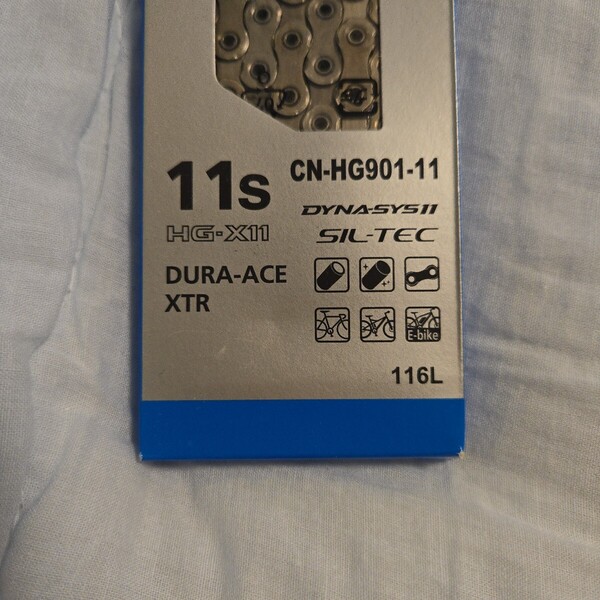 11s
CN-HG901-11
HG-X11
DYNA-SYS11
SIL-TEC
DURA-ACE
XTR
E-bike
116L